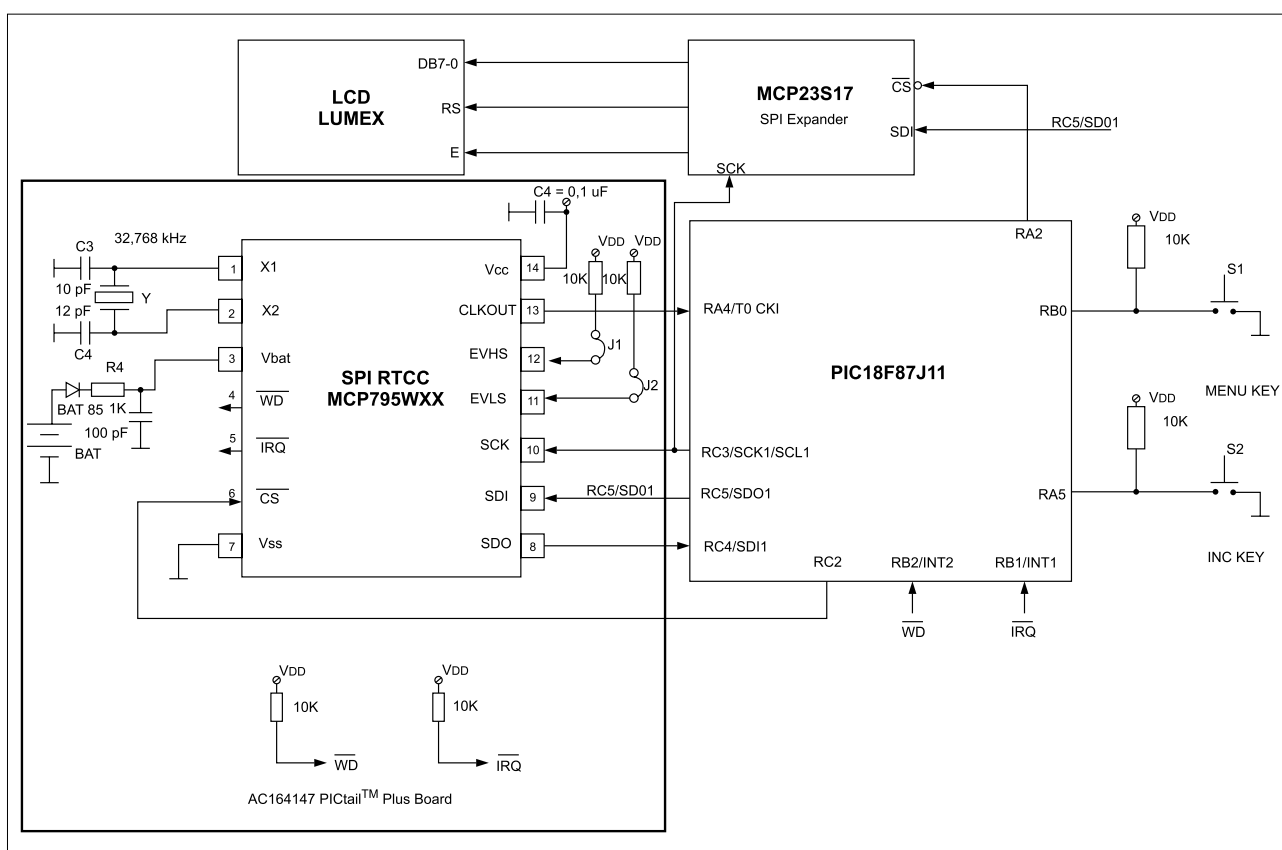 DB7-0
LCD
LUMEX
RS
E
MCP23S17
SPI Expander
CS
SDI
SCK
RC5/SD01
C4 = 0,1 uF
C3
32,768 kHz
10 pF
Y
12 pF
C4
R4
BAT 85
1K
100 pF
BAT
1
X1
2
X2
3
Vbat
4
WD
5
IRQ
6
CS
7
Vss
SPI RTCC
MCP795WXX
Vcc
14
CLKOUT
13
EVHS
12
EVLS
11
SCK
10
SDI
9
SDO
8
VDD
VDD
10K
10K
J1
J2
RC5/SD01
RA2
RA4/T0 CKI
RB0
PIC18F87J11
RC3/SCK1/SCL1
RC5/SDO1
RA5
RC4/SDI1
RC2
RB2/INT2
RB1/INT1
WD
IRQ
VDD
10K
S1
MENU KEY
VDD
10K
S2
INC KEY
VDD
10K
WD
VDD
10K
IRQ
AC164147 PICtail™ Plus Board